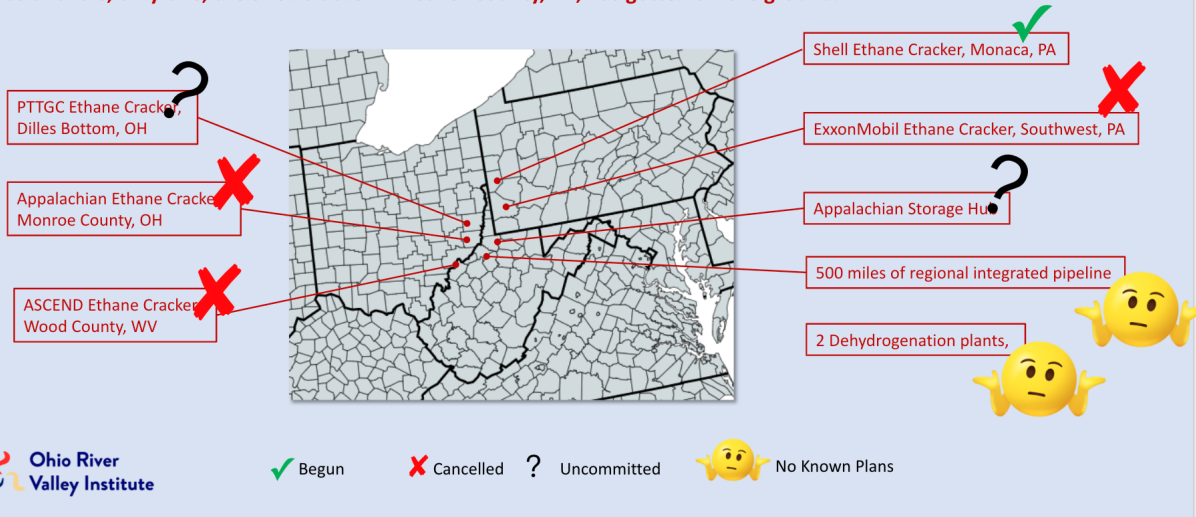 Shell Ethane Cracker, Monaca, PA
PTTGC Ethane Cracker,
Dilles Bottom, OH
ExxonMobil Ethane Cracker, Southwest, PA
Appalachian Ethane Cracke
Monroe County, OH
Appalachian Storage Hu
500 miles of regional integrated pipeline
ASCEND Ethane Cracker
Wood County, WV
2 Dehydrogenation plants,
Ohio River
Valley Institute
Begun
Cancelled
? Uncommitted
No Known Plans